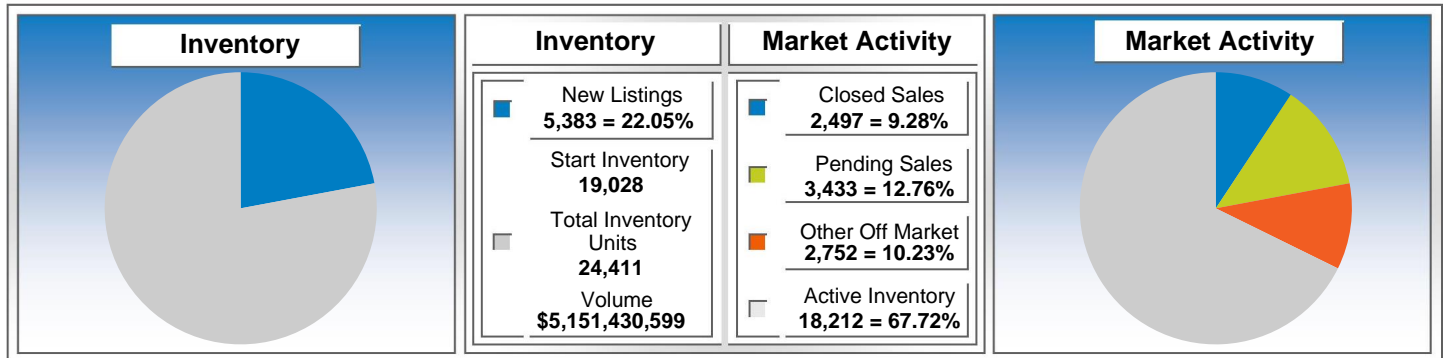 Inventory
Inventory
New Listings
5,383 = 22.05%
Start Inventory
19,028
Total Inventory
Units
24,411
Volume
$5,151,430,599
Market Activity
Closed Sales
2,497 = 9.28%
Pending Sales
3,433 = 12.76%
Other Off Market
2,752 = 10.23%
Active Inventory
18,212 = 67.72%
Market Activity